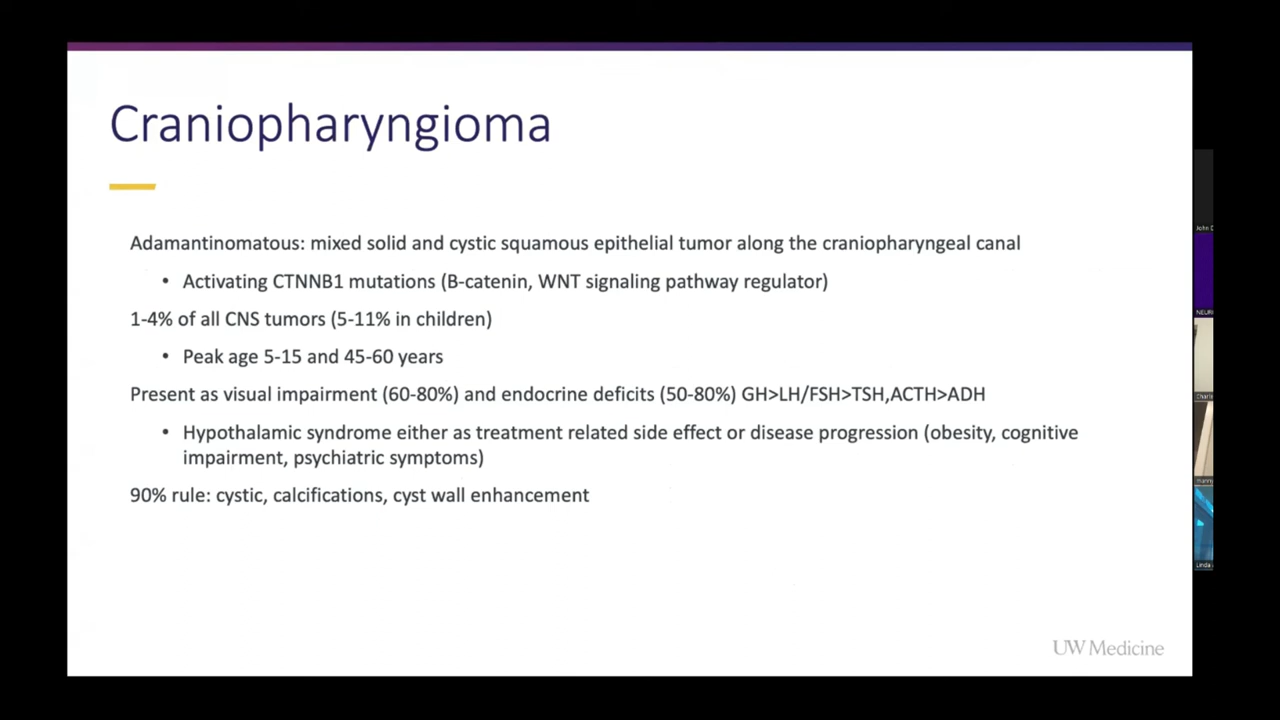 Craniopharyngioma
Adamantinomatous: mixed solid and cystic squamous epithelial tumor along the craniopharyngeal canal
• Activating CTNNB1 mutations (B-catenin, WNT signaling pathway regulator)
1-4% of all CNS tumors (5-11% in children)
• Peak age 5-15 and 45-60 years
Present as visual impairment (60-80%) and endocrine deficits (50-80%) GH>LH/FSH>TSH,ACTH>ADH
• Hypothalamic syndrome either as treatment related side effect or disease progression (obesity, cognitive
impairment, psychiatric symptoms)
90% rule: cystic, calcifications, cyst wall enhancement
UW Medicine
John D
NEUR
Linda